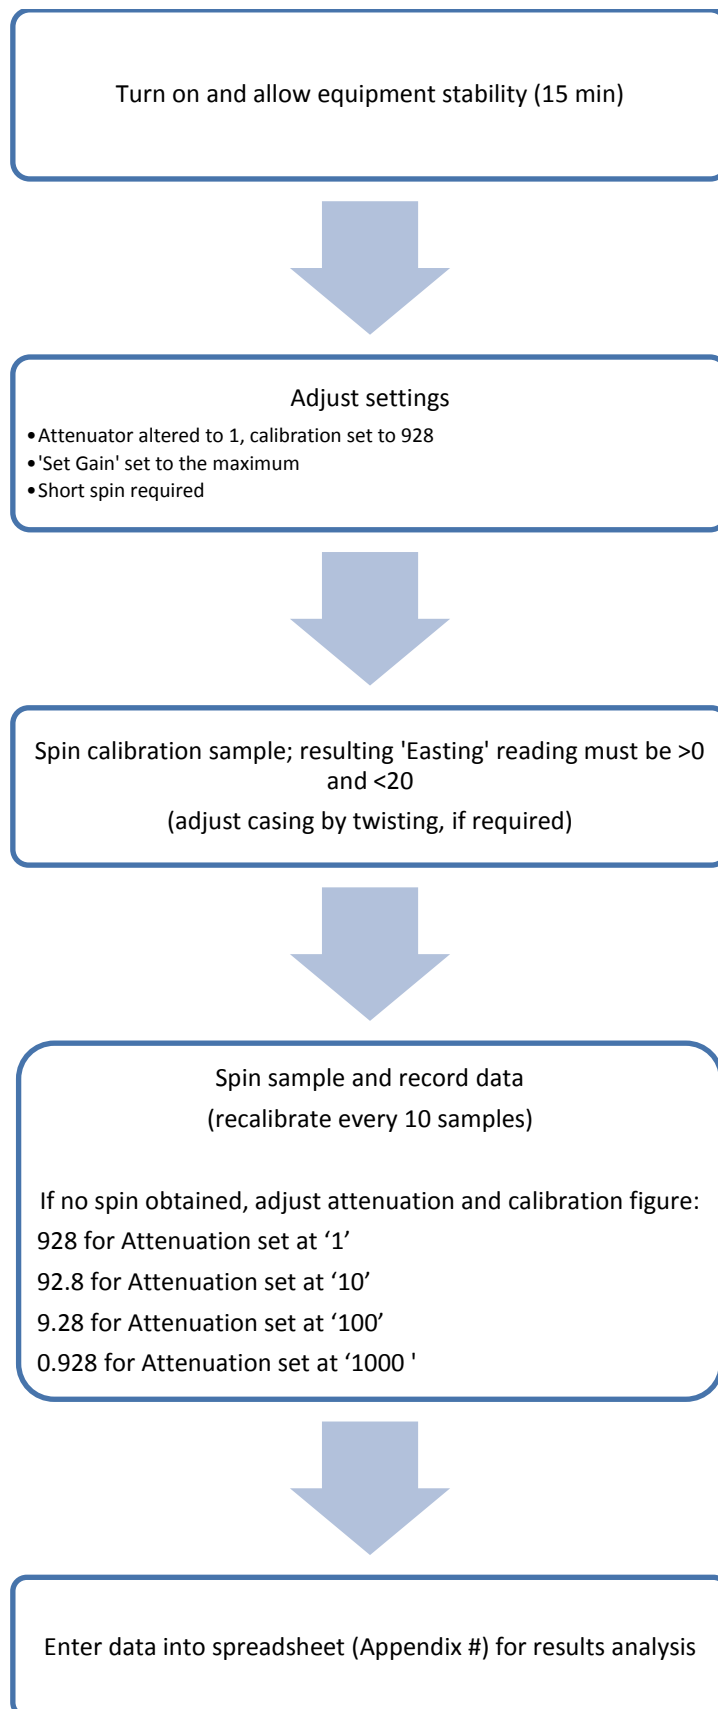 Turn on and allow equipment stability (15 min)
Adjust settings
•Attenuator altered to 1, calibration set to 928
•'Set Gain' set to the maximum
•Short spin required
Spin calibration sample; resulting 'Easting' reading must be >0
and <20
(adjust casing by twisting, if required)
Spin sample and record data
(recalibrate every 10 samples)
If no spin obtained, adjust attenuation and calibration figure:
928 for Attenuation set at ‘1’
92.8 for Attenuation set at ‘10’
9.28 for Attenuation set at ‘100’
0.928 for Attenuation set at ‘1000 '
Enter data into spreadsheet (Appendix #) for results analysis